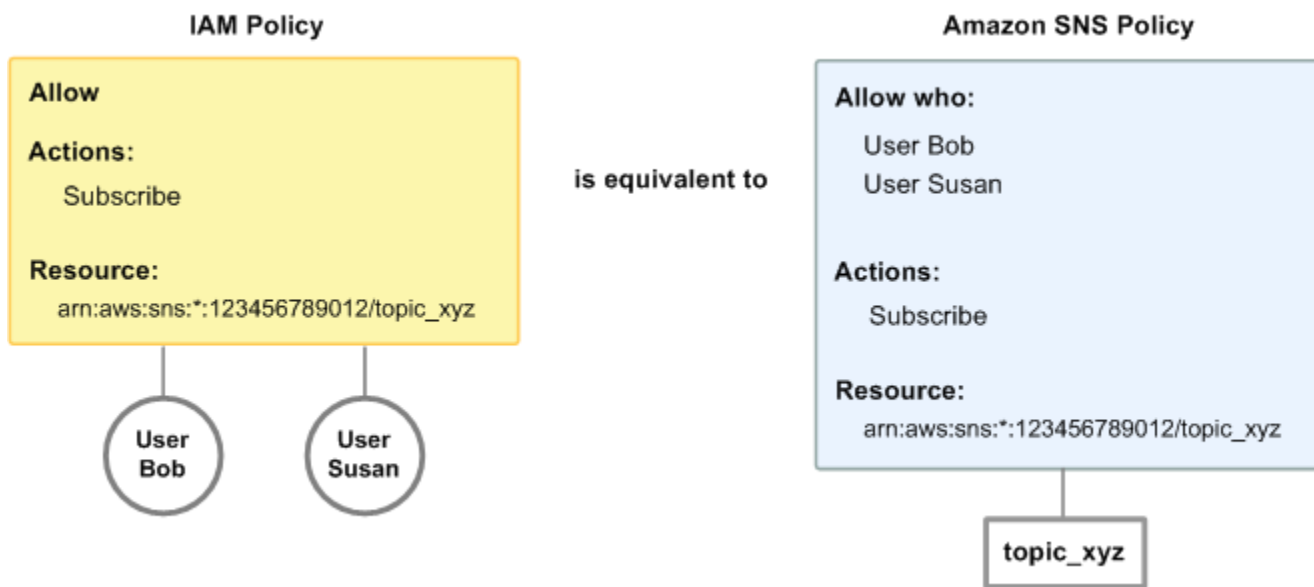 IAM Policy
Allow
Actions:
Subscribe
Resource:
arn:aws:sns:*:123456789012/topic_xyz
User
Bob
User
Susan
is equivalent to
Amazon SNS Policy
Allow who:
User Bob
User Susan
Actions:
Subscribe
Resource:
arn:aws:sns:*:123456789012/topic_xyz
topic_xyz